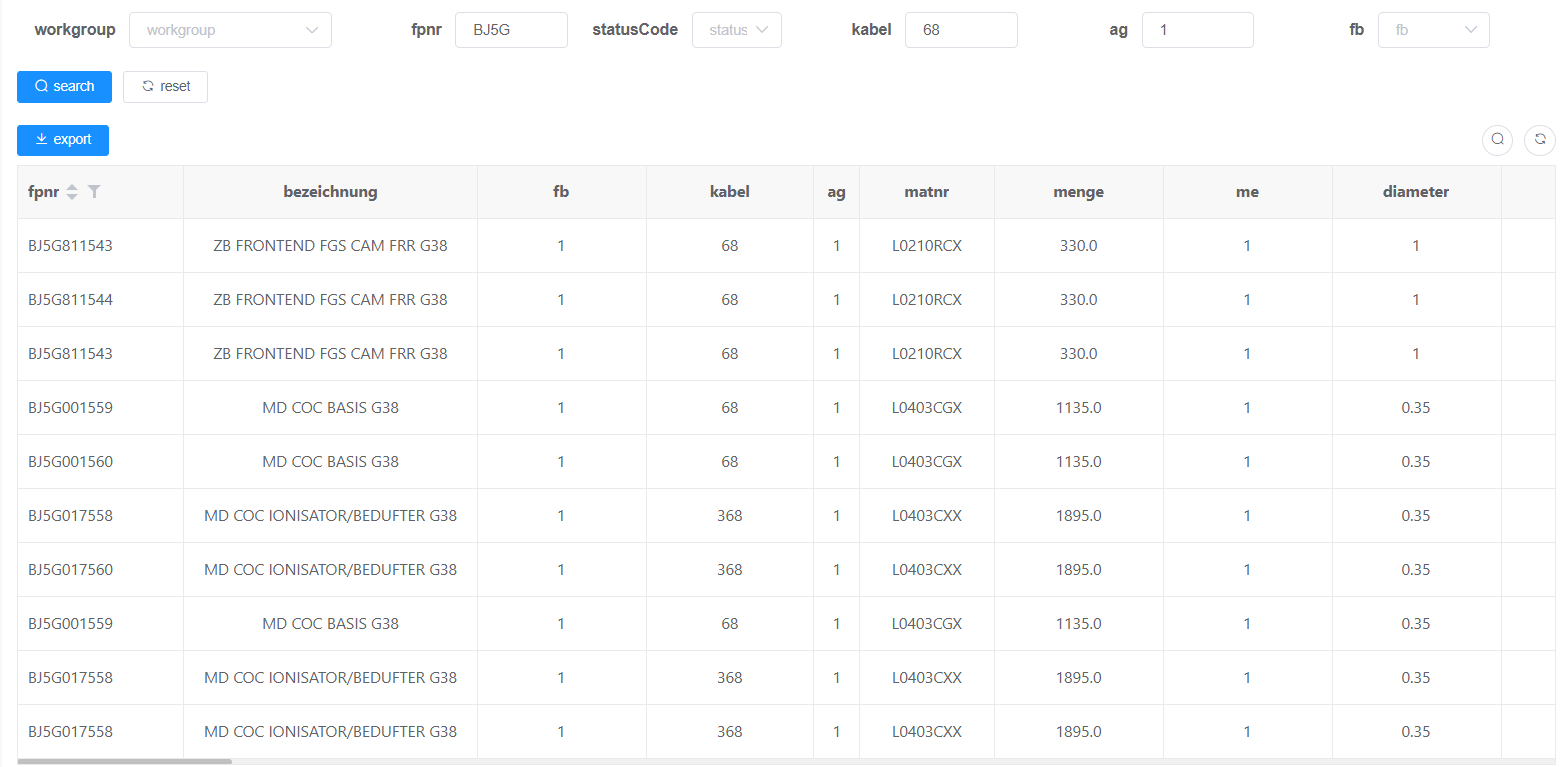 workgroup workgroup fpnr BJ5G statusCode status kabel 68 ag 1 fb fb
search reset
export
fpnr bezeichnung fb kabel ag matnr menge me diameter
BJ5G811543 ZB FRONTEND FGS CAM FRR G38 1 68 1 L0210RCX 330.0 1 1
BJ5G811544 ZB FRONTEND FGS CAM FRR G38 1 68 1 L0210RCX 330.0 1 1
BJ5G811543 ZB FRONTEND FGS CAM FRR G38 1 68 1 L0210RCX 330.0 1 1
BJ5G001559 MD COC BASIS G38 1 68 1 L0403CGX 1135.0 1 0.35
BJ5G001560 MD COC BASIS G38 1 68 1 L0403CGX 1135.0 1 0.35
BJ5G017558 MD COC IONISATOR/BEDUFTER G38 1 368 1 L0403CXX 1895.0 1 0.35
BJ5G017560 MD COC IONISATOR/BEDUFTER G38 1 368 1 L0403CXX 1895.0 1 0.35
BJ5G001559 MD COC BASIS G38 1 68 1 L0403CGX 1135.0 1 0.35
BJ5G017558 MD COC IONISATOR/BEDUFTER G38 1 368 1 L0403CXX 1895.0 1 0.35
BJ5G017558 MD COC IONISATOR/BEDUFTER G38 1 368 1 L0403CXX 1895.0 1 0.35